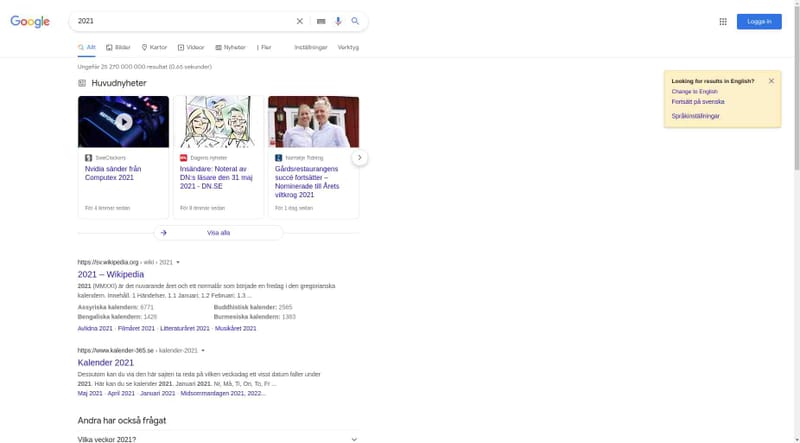 Google
2021
Logga in
Allt
Bilder
Kartor
Videor
Nyheter
Fler
Inställningar
Verktyg
Ungefär 25 270 000 000 resultat (0,65 sekunder)
Looking for results in English?
Change to English
Fortsätt på svenska
Språkinställningar
Huvudnyheter
SweClockers
Nvidia sänder från
Computex 2021
För 4 timmar sedan
Dagens nyheter
Insändare: Noterat av
DN:s läsare den 31 maj
2021 - DN.SE
För 8 timmar sedan
Norrtelje Tidning
Gårdsrestaurangens
succé fortsätter –
Nominerade till Årets
viltkrog 2021
För 1 dag sedan
Visa alla
https://sv.wikipedia.org › wiki › 2021
2021 – Wikipedia
2021 (MMXXI) är det nuvarande året och ett normalår som började en fredag i den gregorianska
kalendern. Innehåll. 1 Händelser. 1.1 Januari; 1.2 Februari; 1.3 ...
Assyriska kalendern: 6771
Buddhistisk kalender: 2565
Bengaliska kalendern: 1428
Burmesiska kalendern: 1383
Avlidna 2021 · Filmåret 2021 · Litteraturåret 2021 · Musikåret 2021
https://www.kalender-365.se › kalender-2021
Kalender 2021
Dessutom kan du via den här sajten ta reda på vilken veckodag ett visst datum faller under
2021. Här kan du se kalender 2021. Januari 2021. Nr, Må, Ti, On, To, Fr ...
Maj 2021 · April 2021 · Januari 2021 · Midsommardagen 2021, 2022...
Andra har också frågat
Vilka veckor 2021?